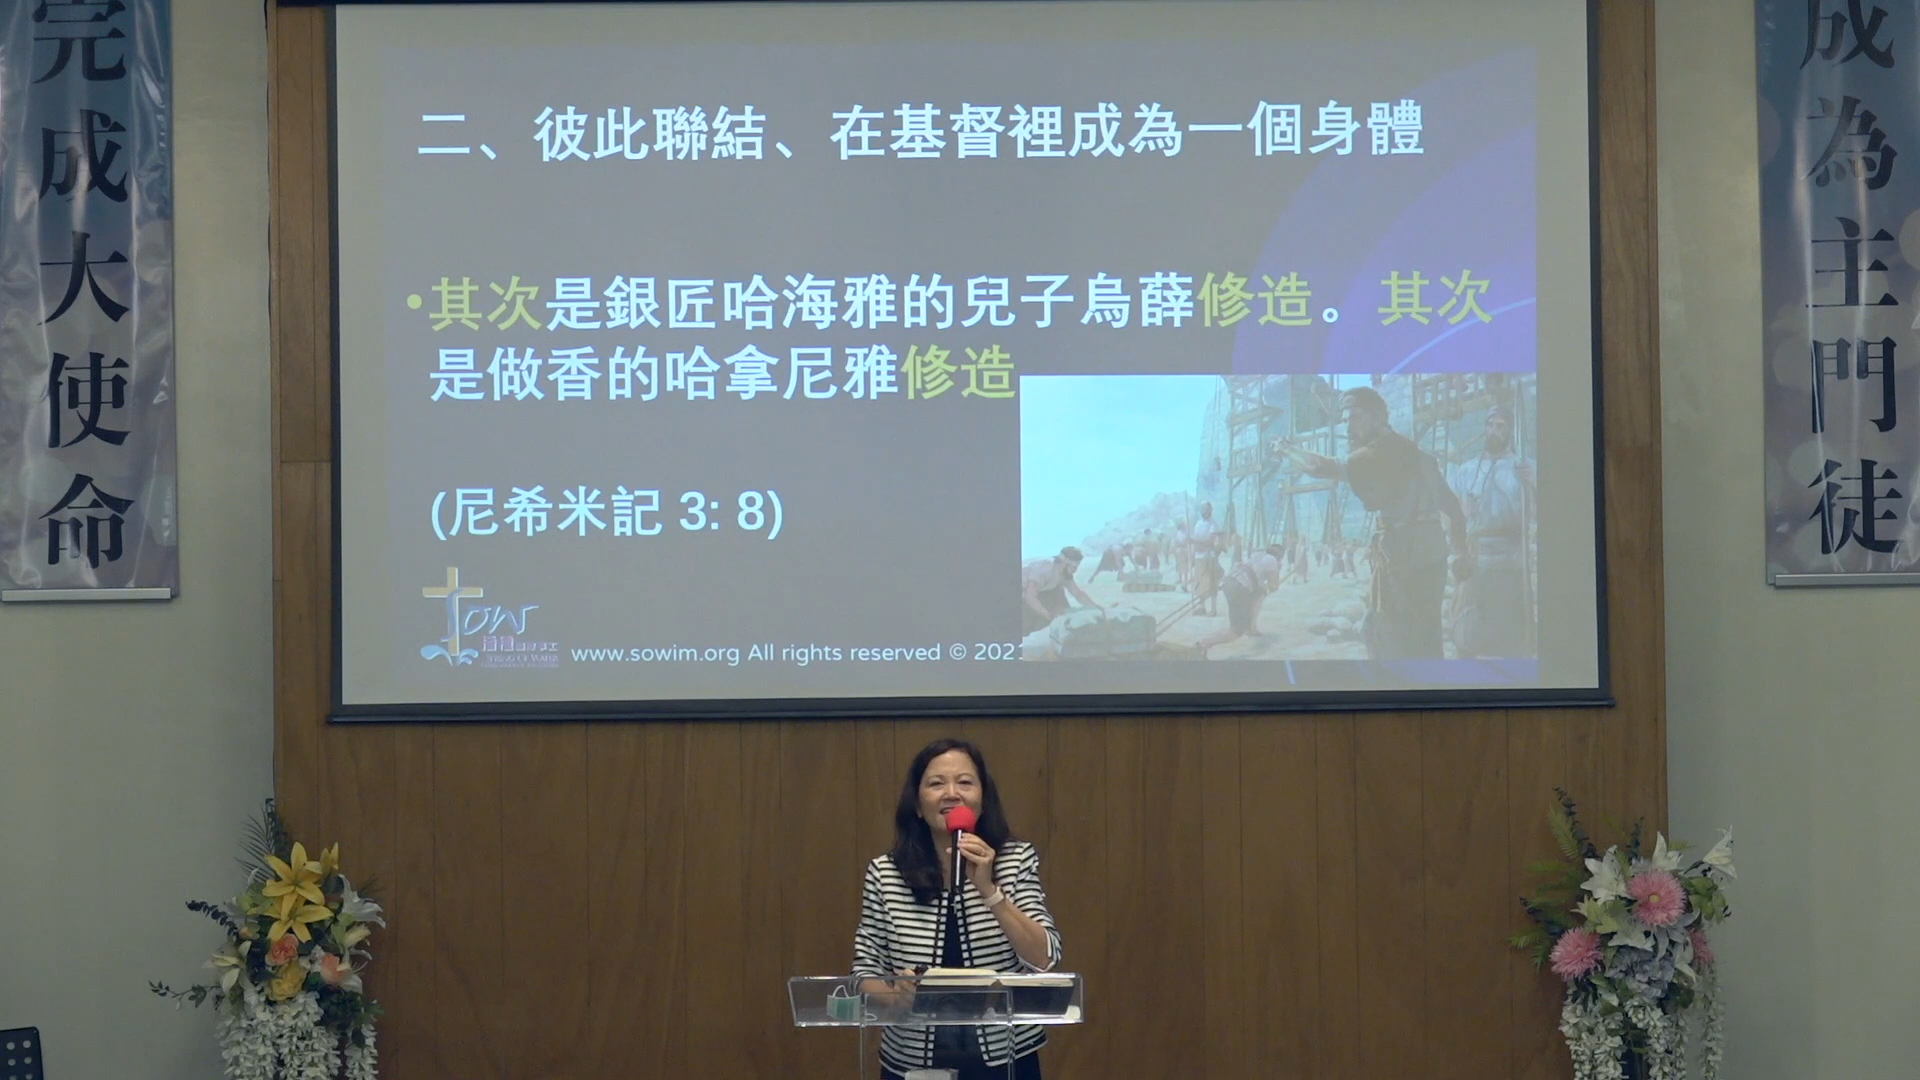 完成大使命
二、彼此聯結、在基督裡成為一個身體
•其次是銀匠哈海雅的兒子烏薛修造。其次
是做香的哈拿尼雅修造
(尼希米記 3: 8)
Sow
www.sowim.org All rights reserved © 202
成為主門徒